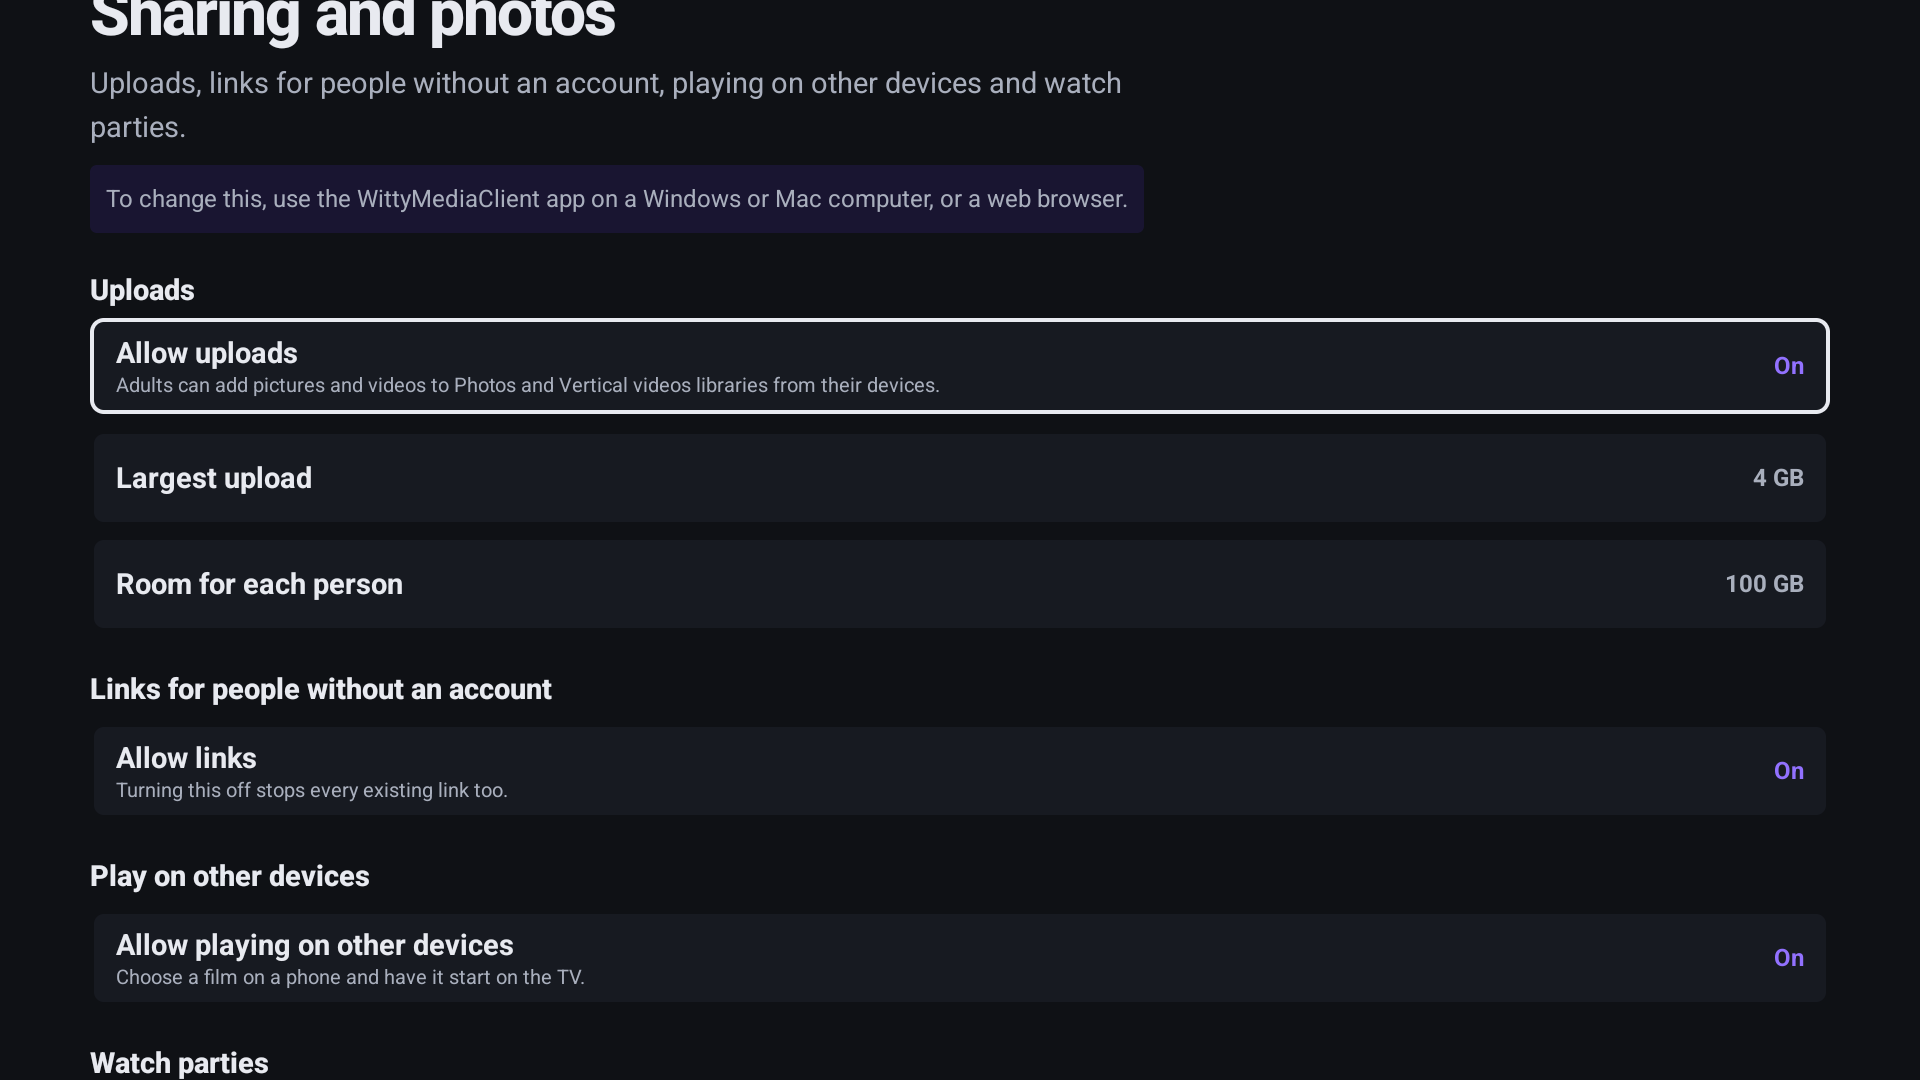 Sharing and photos
Uploads, links for people without an account, playing on other devices and watch
parties.
To change this, use the WittyMediaClient app on a Windows or Mac computer, or a web browser.
Uploads
Allow uploads
On
Adults can add pictures and videos to Photos and Vertical videos libraries from their devices.
Largest upload
4 GB
Room for each person
100 GB
Links for people without an account
Allow links
On
Turning this off stops every existing link too.
Play on other devices
Allow playing on other devices
On
Choose a film on a phone and have it start on the TV.
Watch parties